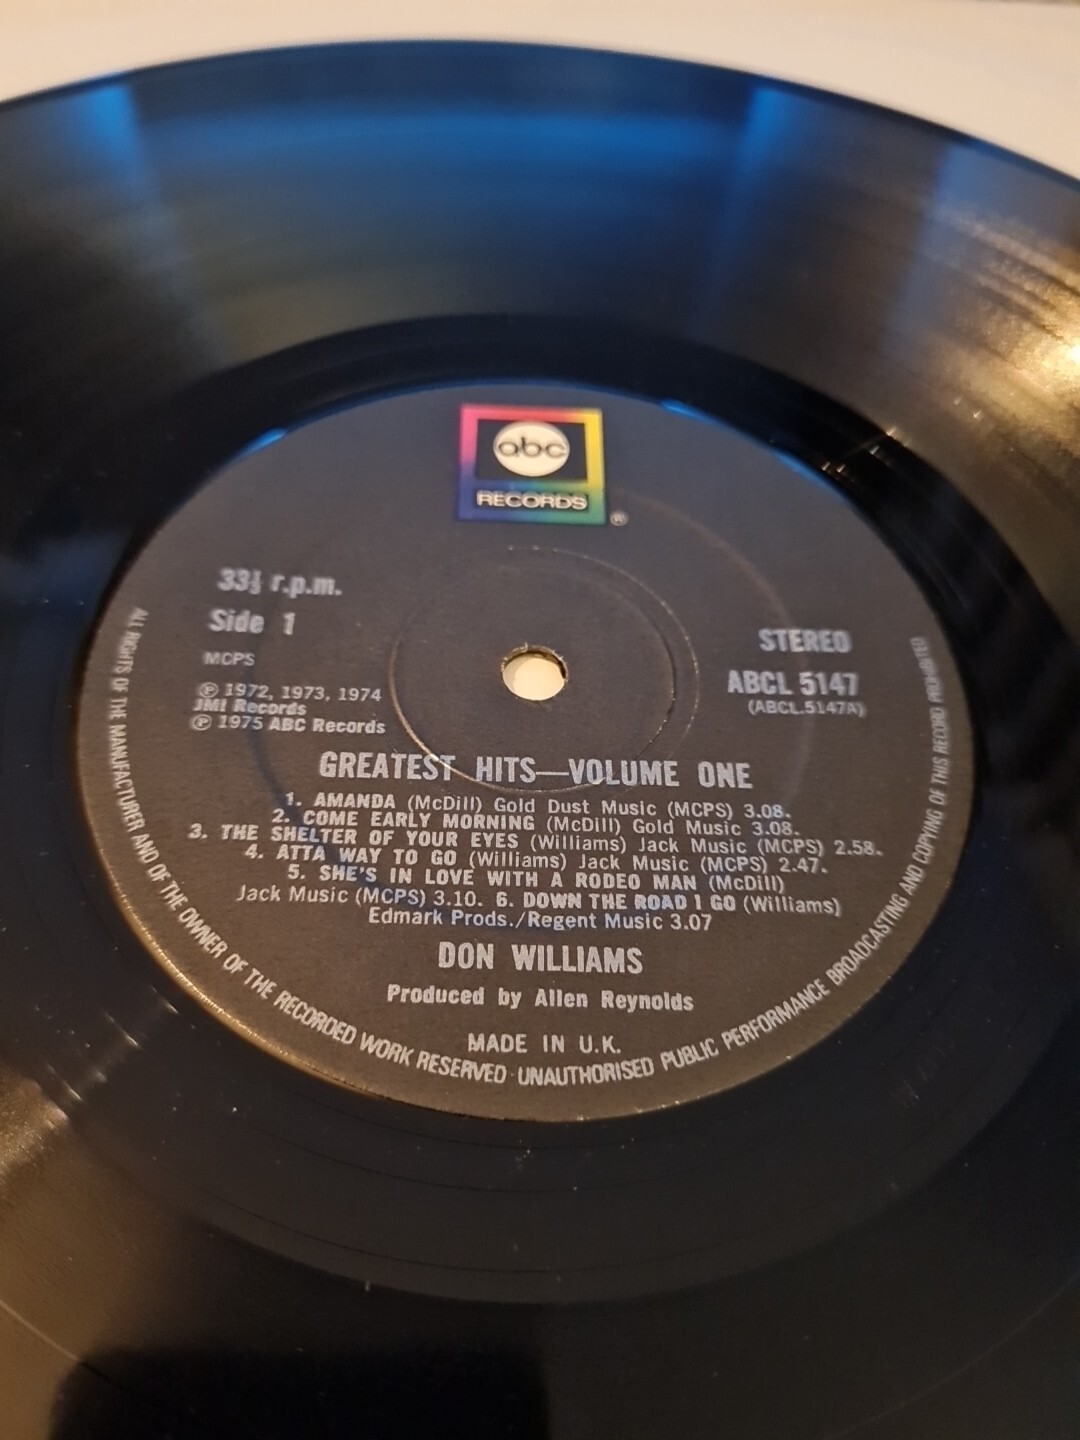 abc
RECORDS
®
33⅓ r.p.m.
Side 1
MCPS
℗ 1972, 1973, 1974
JMI Records
℗ 1975 ABC Records
STEREO
ABCL 5147
(ABCL.5147A)
GREATEST HITS—VOLUME ONE
1. AMANDA (McDill) Gold Dust Music (MCPS) 3.08.
2. COME EARLY MORNING (McDill) Gold Music 3.08.
3. THE SHELTER OF YOUR EYES (Williams) Jack Music (MCPS) 2.58.
4. ATTA WAY TO GO (Williams) Jack Music (MCPS) 2.47.
5. SHE'S IN LOVE WITH A RODEO MAN (McDill)
Jack Music (MCPS) 3.10. 6. DOWN THE ROAD I GO (Williams)
Edmark Prods./Regent Music 3.07
DON WILLIAMS
Produced by Allen Reynolds
MADE IN U.K.
ALL RIGHTS OF THE MANUFACTURER AND OF THE OWNER OF THE RECORDED WORK RESERVED · UNAUTHORISED PUBLIC PERFORMANCE BROADCASTING AND COPYING OF THIS RECORD PROHIBITED